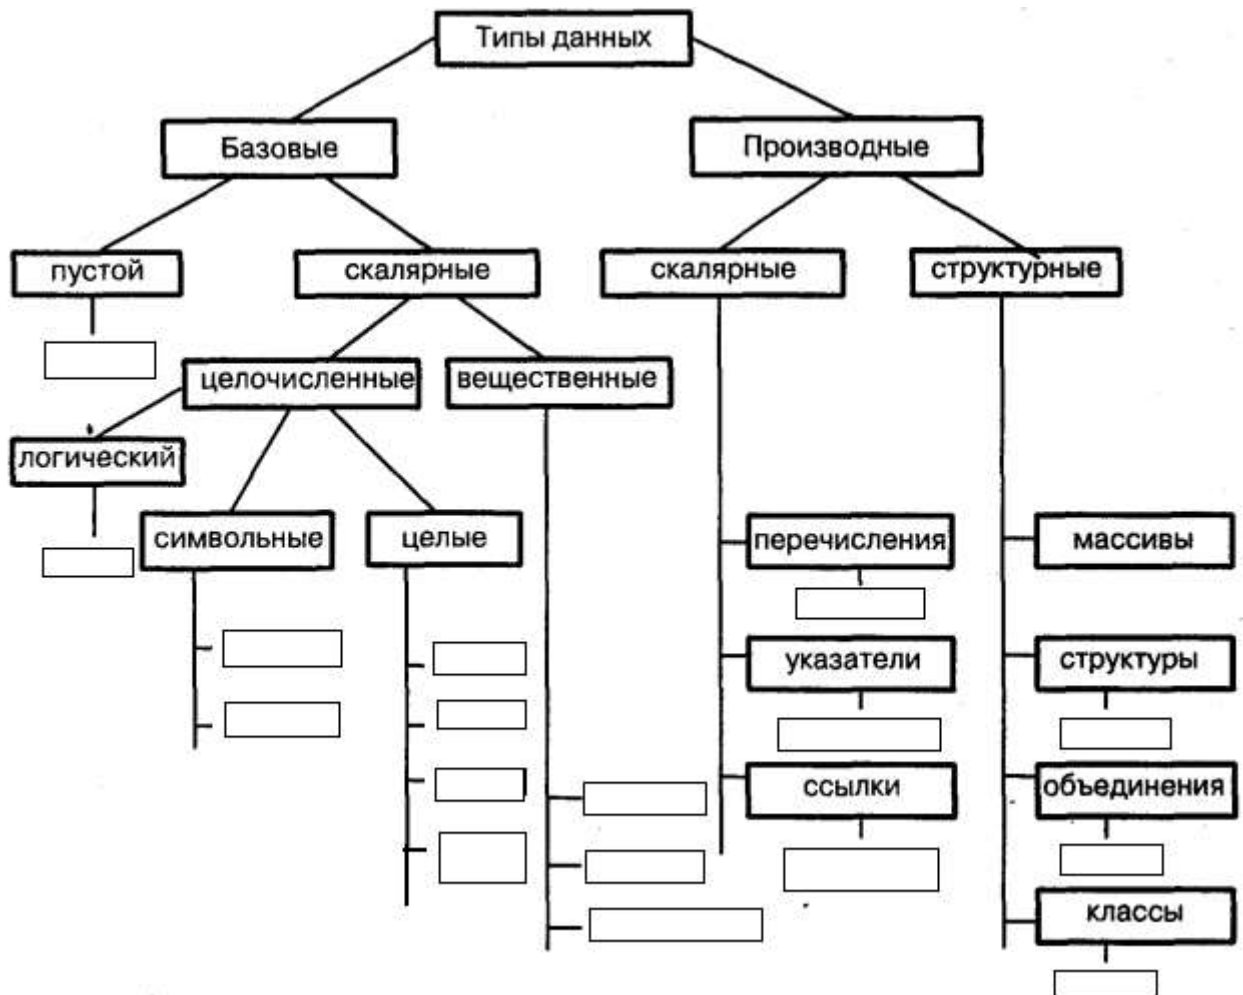 Типы данных
Базовые
Производные
пустой
скалярные
скалярные
структурные
целочисленные
вещественные
логический
символьные
целые
перечисления
массивы
указатели
структуры
ссылки
объединения
классы